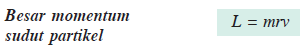 Besar momentum
sudut partikel
L = mrv